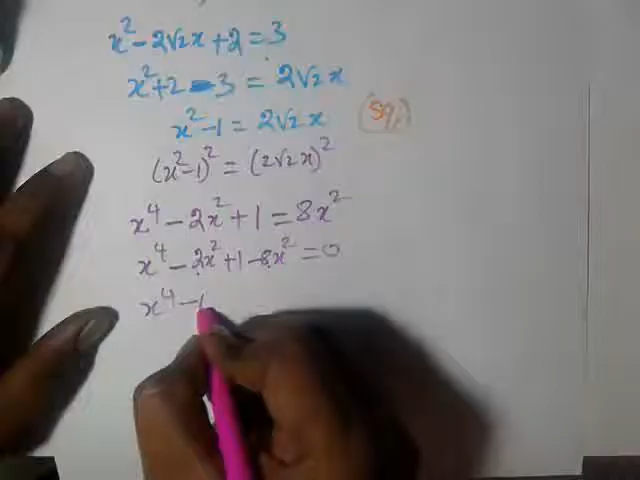 x² - 2√2x + 2 = 3
x² + 2 - 3 = 2√2x
x² - 1 = 2√2x (Sq.)
(x² - 1)² = (2√2x)²
x⁴ - 2x² + 1 = 8x²
x⁴ - 2x² + 1 - 8x² = 0
x⁴ - 1